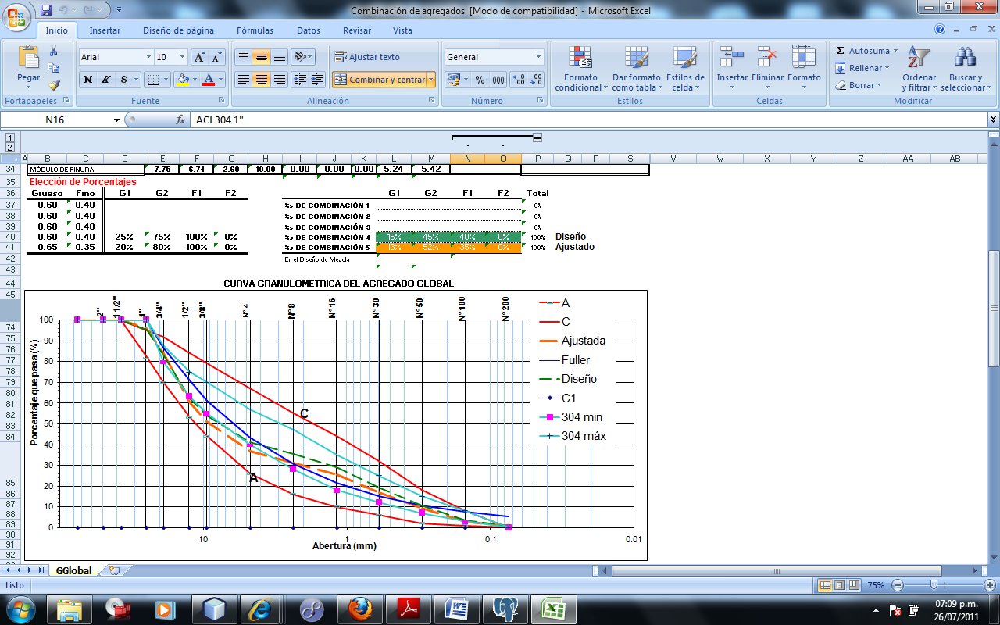 Combinación de agregados [Modo de compatibilidad] - Microsoft Excel
Inicio Insertar Diseño de página Fórmulas Datos Revisar Vista
Pegar
Arial 10
N K S
Ajustar texto
Combinar y centrar
General
% 000
Formato condicional
Dar formato como tabla
Estilos de celda
Insertar Eliminar Formato
Autosuma
Rellenar
Borrar
Ordenar y filtrar
Buscar y seleccionar
Portapapeles Fuente Alineación Número Estilos Celdas Modificar
N16 fx ACI 304 1"
1
2
A B C D E F G H I J K L M N O P Q R S V W X Y Z AA AB
34 MÓDULO DE FINURA 7.75 6.74 2.60 10.00 0.00 0.00 0.00 5.24 5.42
35 Elección de Porcentajes
36 Grueso Fino G1 G2 F1 F2 G1 G2 F1 F2 Total
37 0.60 0.40 %s DE COMBINACIÓN 1 0%
38 0.60 0.40 %s DE COMBINACIÓN 2 0%
39 0.60 0.40 %s DE COMBINACIÓN 3 0%
40 0.60 0.40 25% 75% 100% 0% %s DE COMBINACIÓN 4 15% 45% 40% 0% 100% Diseño
41 0.65 0.35 20% 80% 100% 0% %s DE COMBINACIÓN 5 13% 52% 35% 0% 100% Ajustado
42 En el Diseño de Mezcla
43
44 CURVA GRANULOMETRICA DEL AGREGADO GLOBAL
45
74
75
76
77
78
79
80
81
82
83
84
85
86
87
88
89
90
91
92
2" 1 1/2" 1" 3/4" 1/2" 3/8" N° 4 N° 8 N° 16 N° 30 N° 50 N° 100 N° 200
Porcentaje que pasa (%)
100
90
80
70
60
50
40
30
20
10
0
C
A
10 1 0.1 0.01
Abertura (mm)
A
C
Ajustada
Fuller
Diseño
C1
304 min
304 máx
GGlobal
Listo 75%
07:09 p.m.
26/07/2011